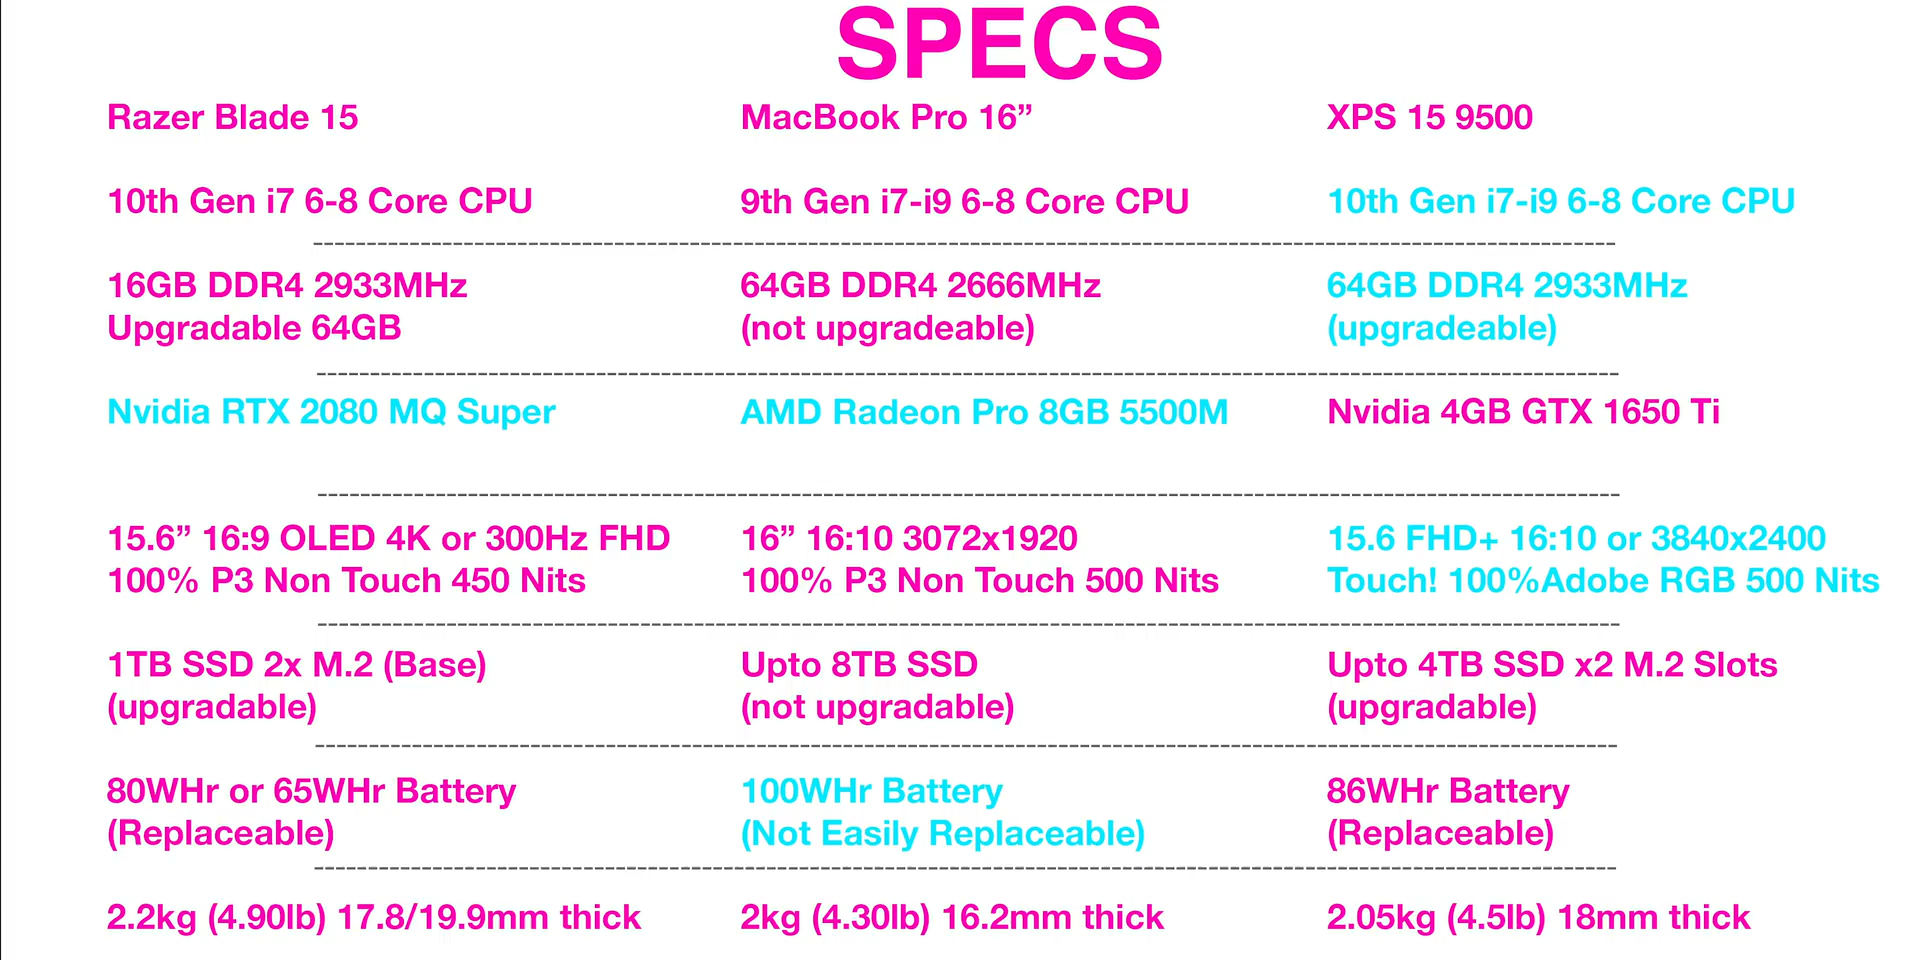 SPECS
Razer Blade 15
MacBook Pro 16”
XPS 15 9500
10th Gen i7 6-8 Core CPU
9th Gen i7-i9 6-8 Core CPU
10th Gen i7-i9 6-8 Core CPU
16GB DDR4 2933MHz
Upgradable 64GB
64GB DDR4 2666MHz
(not upgradeable)
64GB DDR4 2933MHz
(upgradeable)
Nvidia RTX 2080 MQ Super
AMD Radeon Pro 8GB 5500M
Nvidia 4GB GTX 1650 Ti
15.6” 16:9 OLED 4K or 300Hz FHD
100% P3 Non Touch 450 Nits
16” 16:10 3072x1920
100% P3 Non Touch 500 Nits
15.6 FHD+ 16:10 or 3840x2400
Touch! 100%Adobe RGB 500 Nits
1TB SSD 2x M.2 (Base)
(upgradable)
Upto 8TB SSD
(not upgradable)
Upto 4TB SSD x2 M.2 Slots
(upgradable)
80WHr or 65WHr Battery
(Replaceable)
100WHr Battery
(Not Easily Replaceable)
86WHr Battery
(Replaceable)
2.2kg (4.90lb) 17.8/19.9mm thick
2kg (4.30lb) 16.2mm thick
2.05kg (4.5lb) 18mm thick